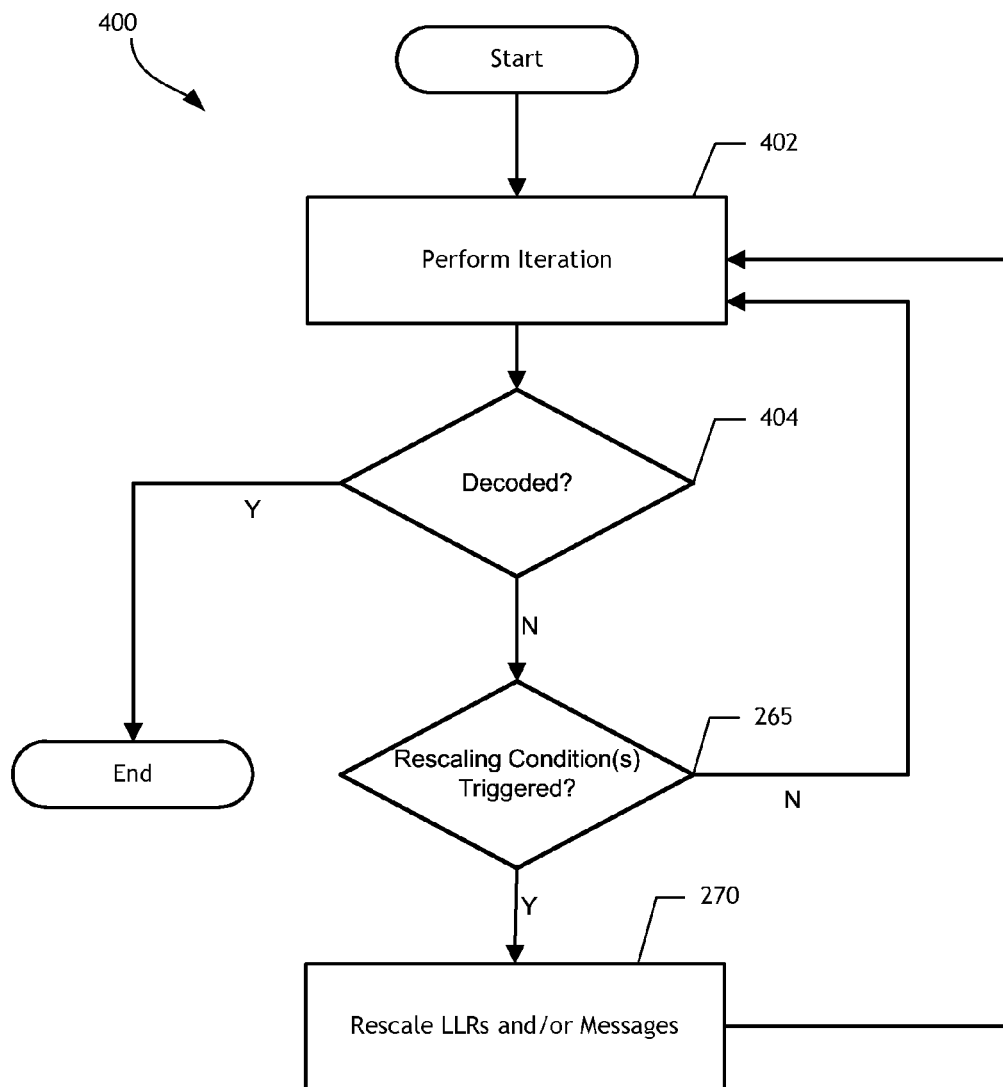 400
Start
402
Perform Iteration
404
Decoded?
Y
N
265
Rescaling Condition(s)
Triggered?
End
N
Y
270
Rescale LLRs and/or Messages